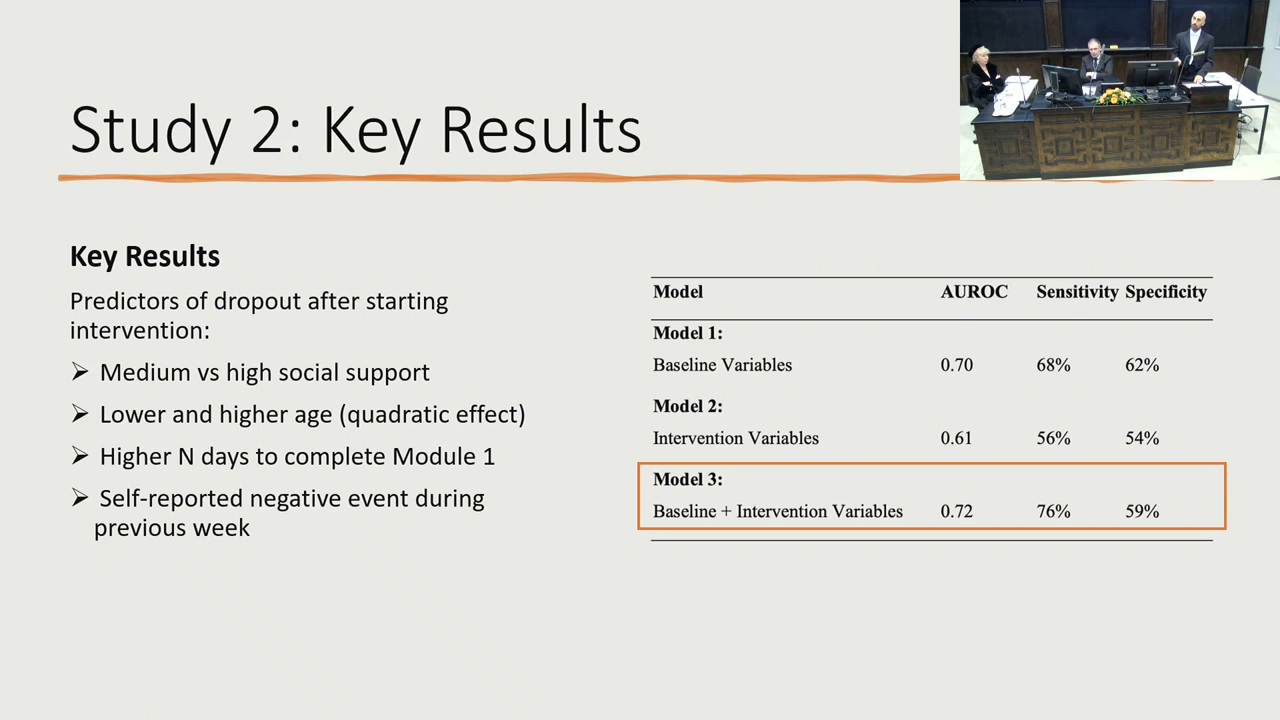 Study 2: Key Results
Key Results
Predictors of dropout after starting
intervention:
➢ Medium vs high social support
➢ Lower and higher age (quadratic effect)
➢ Higher N days to complete Module 1
➢ Self-reported negative event during
previous week
Model AUROC Sensitivity Specificity
Model 1:
Baseline Variables 0.70 68% 62%
Model 2:
Intervention Variables 0.61 56% 54%
Model 3:
Baseline + Intervention Variables 0.72 76% 59%